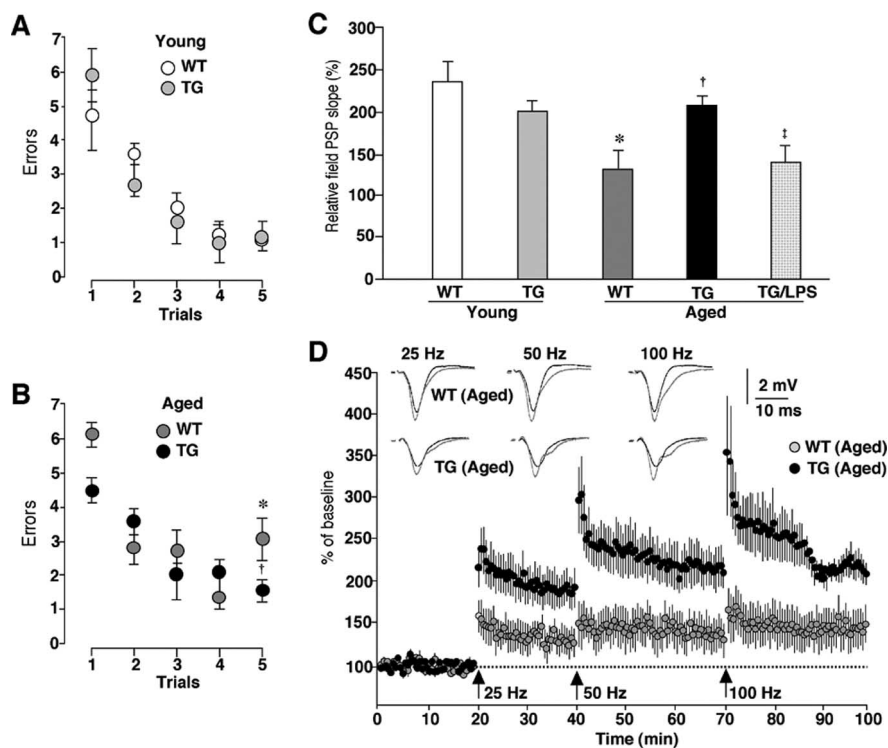 A
Young
WT
TG
Errors
7
6
5
4
3
2
1
0
1 2 3 4 5
Trials
B
Aged
WT
TG
Errors
7
6
5
4
3
2
1
0
*
†
1 2 3 4 5
Trials
C
Relative field PSP slope (%)
300
250
200
150
100
50
0
*
†
‡
WT TG WT TG TG/LPS
Young Aged
D
25 Hz 50 Hz 100 Hz
WT (Aged)
TG (Aged)
2 mV
10 ms
WT (Aged)
TG (Aged)
% of baseline
450
400
350
300
250
200
150
100
25 Hz 50 Hz 100 Hz
0 10 20 30 40 50 60 70 80 90 100
Time (min)